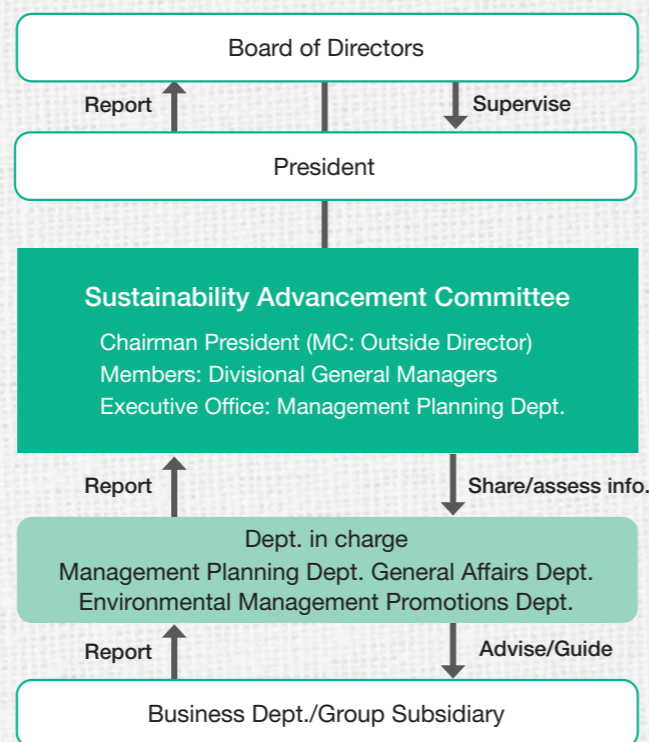 Board of Directors
Report
Supervise
President
Sustainability Advancement Committee
Chairman President (MC: Outside Director)
Members: Divisional General Managers
Executive Office: Management Planning Dept.
Report
Share/assess info.
Dept. in charge
Management Planning Dept. General Affairs Dept.
Environmental Management Promotions Dept.
Report
Advise/Guide
Business Dept./Group Subsidiary